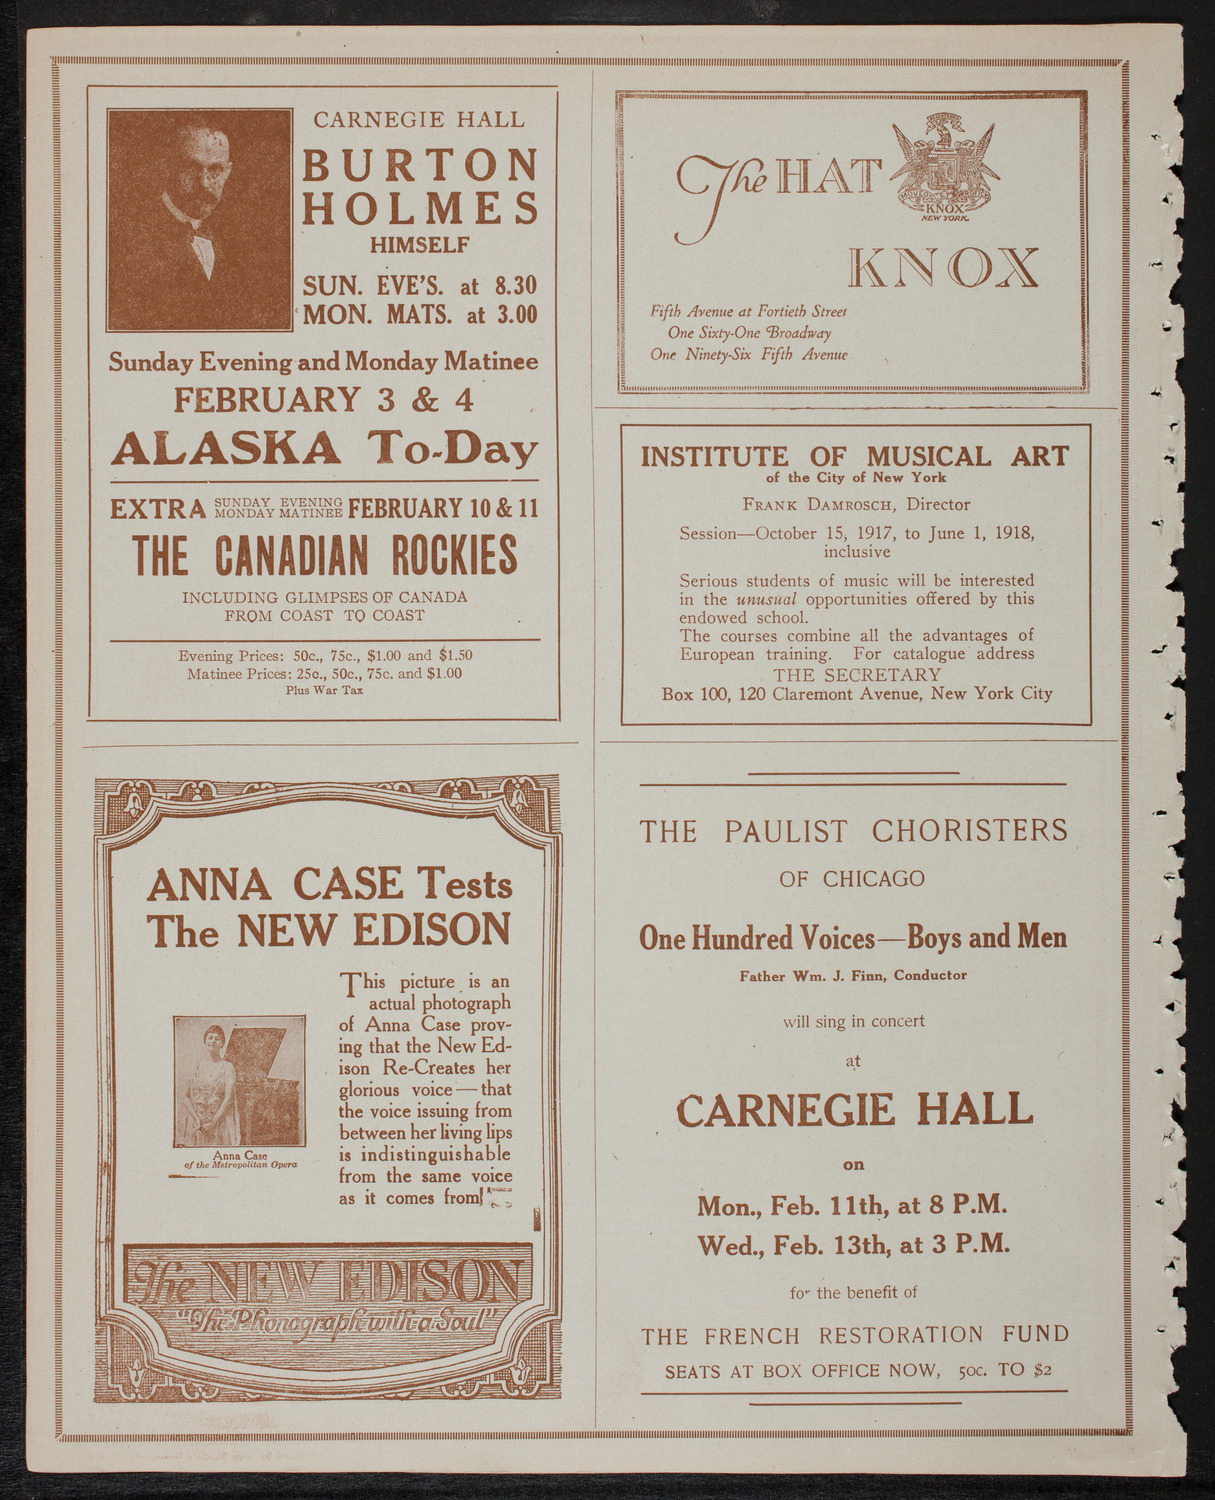 CARNEGIE HALL
BURTON
HOLMES
HIMSELF
SUN. EVE'S. at 8.30
MON. MATS. at 3.00
Sunday Evening and Monday Matinee
FEBRUARY 3 & 4
ALASKA To-Day
EXTRA SUNDAY EVENING MONDAY MATINEE FEBRUARY 10 & 11
THE CANADIAN ROCKIES
INCLUDING GLIMPSES OF CANADA
FROM COAST TO COAST
Evening Prices: 50c., 75c., $1.00 and $1.50
Matinee Prices: 25c., 50c., 75c. and $1.00
Plus War Tax
ANNA CASE Tests
The NEW EDISON
This picture is an
actual photograph
of Anna Case prov-
ing that the New Ed-
ison Re-Creates her
glorious voice—that
the voice issuing from
between her living lips
is indistinguishable
from the same voice
as it comes from
Anna Case
of the Metropolitan Opera
The NEW EDISON
"The Phonograph with a Soul"
The HAT
KNOX
NEW YORK.
KNOX
Fifth Avenue at Fortieth Street
One Sixty-One Broadway
One Ninety-Six Fifth Avenue
INSTITUTE OF MUSICAL ART
of the City of New York
FRANK DAMROSCH, Director
Session—October 15, 1917, to June 1, 1918,
inclusive
Serious students of music will be interested
in the unusual opportunities offered by this
endowed school.
The courses combine all the advantages of
European training. For catalogue address
THE SECRETARY
Box 100, 120 Claremont Avenue, New York City
THE PAULIST CHORISTERS
OF CHICAGO
One Hundred Voices—Boys and Men
Father Wm. J. Finn, Conductor
will sing in concert
at
CARNEGIE HALL
on
Mon., Feb. 11th, at 8 P.M.
Wed., Feb. 13th, at 3 P.M.
for the benefit of
THE FRENCH RESTORATION FUND
SEATS AT BOX OFFICE NOW, 50c. TO $2